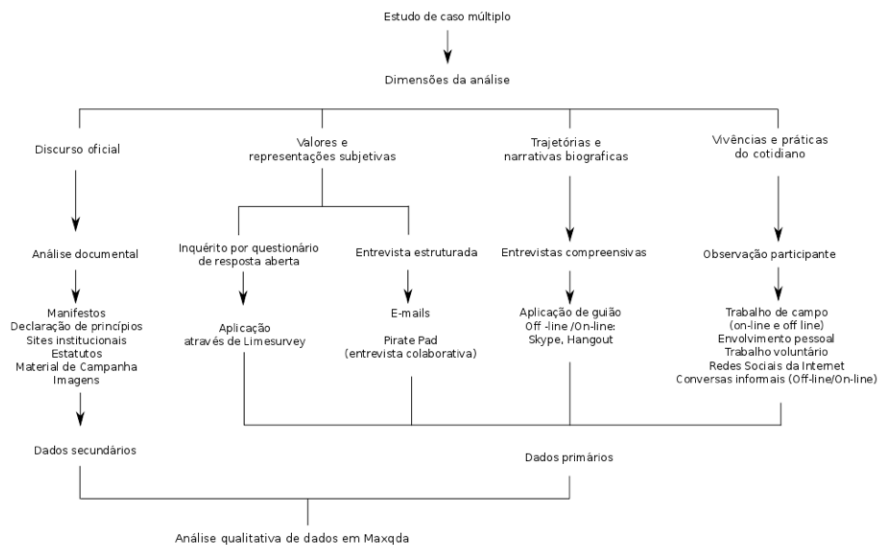 Estudo de caso múltiplo
Dimensões da análise
Discurso oficial
Valores e
representações subjetivas
Trajetórias e
narrativas biograficas
Vivências e práticas
do cotidiano
Análise documental
Inquérito por questionário
de resposta aberta
Entrevista estruturada
Entrevistas compreensivas
Observação participante
Manifestos
Declaração de princípios
Sites institucionais
Estatutos
Material de Campanha
Imagens
Aplicação
através de Limesurvey
E-mails
Pirate Pad
(entrevista colaborativa)
Aplicação de guião
Off -line /On-line:
Skype, Hangout
Trabalho de campo
(on-line e off line)
Envolvimento pessoal
Trabalho voluntário
Redes Sociais da Internet
Conversas informais (Off-line/On-line)
Dados secundários
Dados primários
Análise qualitativa de dados em Maxqda